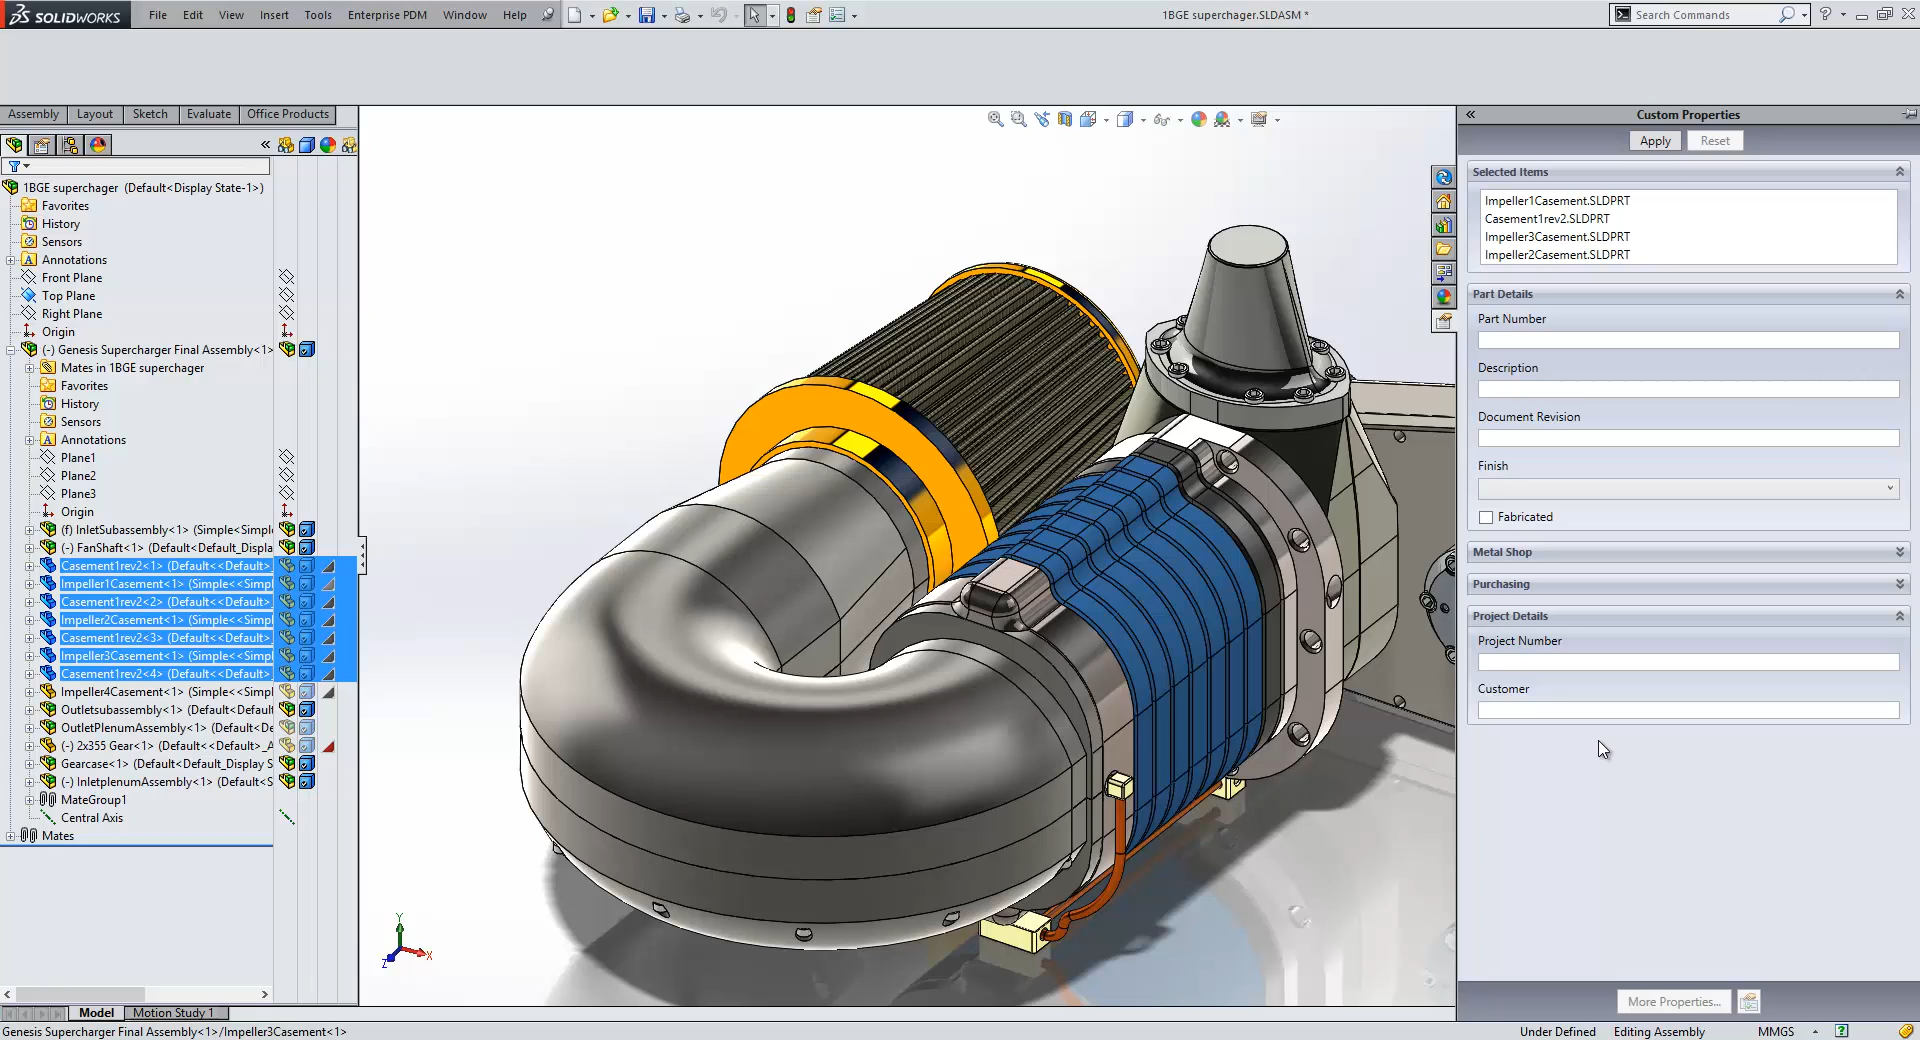 SOLIDWORKS File Edit View Insert Tools Enterprise PDM Window Help 1BGE superchager.SLDASM * Search Commands ?
Assembly Layout Sketch Evaluate Office Products
1BGE superchager (Default<Display State-1>)
Favorites
History
Sensors
Annotations
Front Plane
Top Plane
Right Plane
Origin
(-) Genesis Supercharger Final Assembly<1>
Mates in 1BGE superchager
Favorites
History
Sensors
Annotations
Plane1
Plane2
Plane3
Origin
(f) InletSubassembly<1> (Simple<Simpl
(-) FanShaft<1> (Default<Default_Displa
Casement1rev2<1> (Default<<Default>
Impeller1Casement<1> (Simple<<Simpl
Casement1rev2<2> (Default<<Default>
Impeller2Casement<1> (Simple<<Simpl
Casement1rev2<3> (Default<<Default>
Impeller3Casement<1> (Simple<<Simpl
Casement1rev2<4> (Default<<Default>
Impeller4Casement<1> (Simple<<Simpl
Outletsubassembly<1> (Default<Default
OutletPlenumAssembly<1> (Default<De
(-) 2x355 Gear<1> (Default<<Default>_A
Gearcase<1> (Default<Default_Display S
(-) InletplenumAssembly<1> (Default<S
MateGroup1
Central Axis
Mates
Y
X
Z
Custom Properties
Apply Reset
Selected Items
Impeller1Casement.SLDPRT
Casement1rev2.SLDPRT
Impeller3Casement.SLDPRT
Impeller2Casement.SLDPRT
Part Details
Part Number
Description
Document Revision
Finish
Fabricated
Metal Shop
Purchasing
Project Details
Project Number
Customer
More Properties...
Model Motion Study 1
Genesis Supercharger Final Assembly<1>/Impeller3Casement<1> Under Defined Editing Assembly MMGS ?